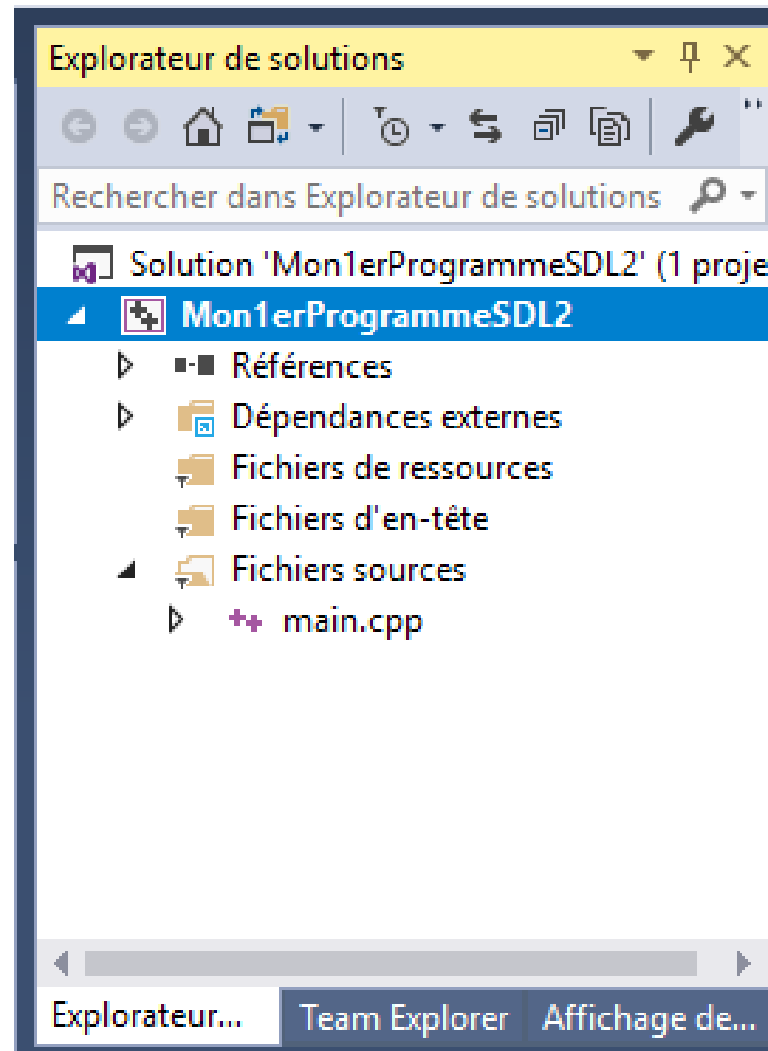 Explorateur de solutions
Rechercher dans Explorateur de solutions
Solution 'Mon1erProgrammeSDL2' (1 proje
Mon1erProgrammeSDL2
Références
Dépendances externes
Fichiers de ressources
Fichiers d'en-tête
Fichiers sources
main.cpp
Explorateur... Team Explorer Affichage de...